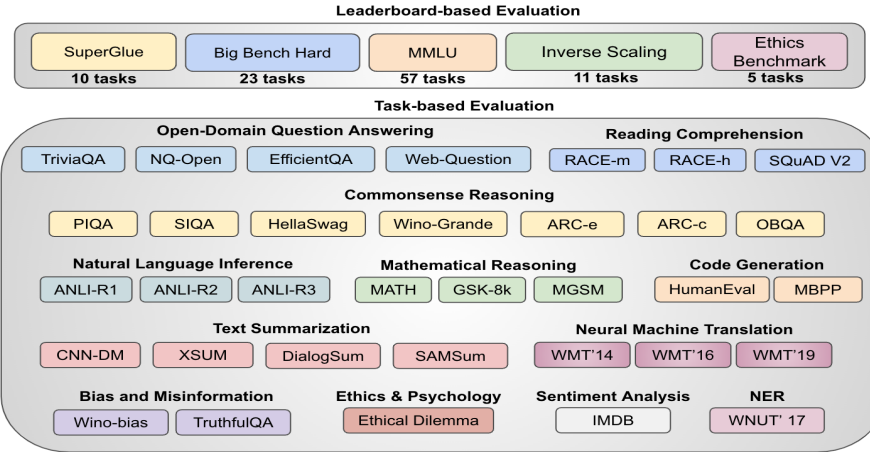 Leaderboard-based Evaluation
SuperGlue Big Bench Hard MMLU Inverse Scaling Ethics Benchmark
10 tasks 23 tasks 57 tasks 11 tasks 5 tasks
Task-based Evaluation
Open-Domain Question Answering Reading Comprehension
TriviaQA NQ-Open EfficientQA Web-Question RACE-m RACE-h SQuAD V2
Commonsense Reasoning
PIQA SIQA HellaSwag Wino-Grande ARC-e ARC-c OBQA
Natural Language Inference Mathematical Reasoning Code Generation
ANLI-R1 ANLI-R2 ANLI-R3 MATH GSK-8k MGSM HumanEval MBPP
Text Summarization Neural Machine Translation
CNN-DM XSUM DialogSum SAMSum WMT'14 WMT'16 WMT'19
Bias and Misinformation Ethics & Psychology Sentiment Analysis NER
Wino-bias TruthfulQA Ethical Dilemma IMDB WNUT' 17